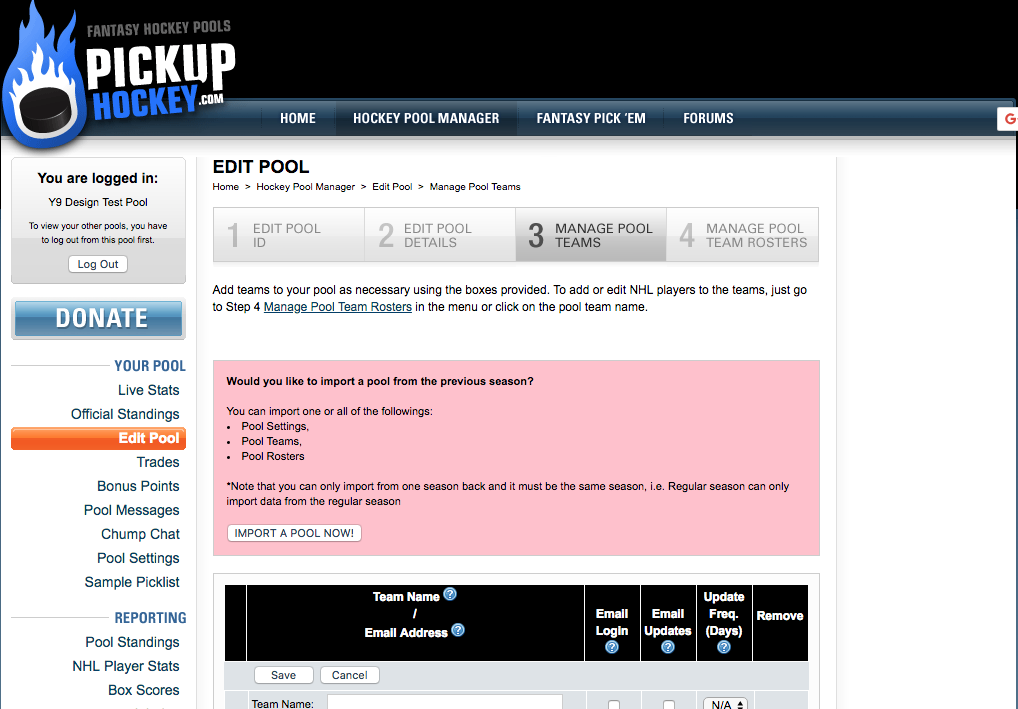 FANTASY HOCKEY POOLS
PICKUP
HOCKEY.COM
HOME
HOCKEY POOL MANAGER
FANTASY PICK 'EM
FORUMS
G
You are logged in:
Y9 Design Test Pool
To view your other pools, you have
to log out from this pool first.
Log Out
DONATE
YOUR POOL
Live Stats
Official Standings
Edit Pool
Trades
Bonus Points
Pool Messages
Chump Chat
Pool Settings
Sample Picklist
REPORTING
Pool Standings
NHL Player Stats
Box Scores
EDIT POOL
Home > Hockey Pool Manager > Edit Pool > Manage Pool Teams
1 EDIT POOL
ID
2 EDIT POOL
DETAILS
3 MANAGE POOL
TEAMS
4 MANAGE POOL
TEAM ROSTERS
Add teams to your pool as necessary using the boxes provided. To add or edit NHL players to the teams, just go
to Step 4 Manage Pool Team Rosters in the menu or click on the pool team name.
Would you like to import a pool from the previous season?
You can import one or all of the followings:
• Pool Settings,
• Pool Teams,
• Pool Rosters
*Note that you can only import from one season back and it must be the same season, i.e. Regular season can only
import data from the regular season
IMPORT A POOL NOW!
Team Name ?
/
Email Address ?
Email
Login
?
Email
Updates
?
Update
Freq.
(Days)
?
Remove
Save
Cancel
Team Name:
N/A